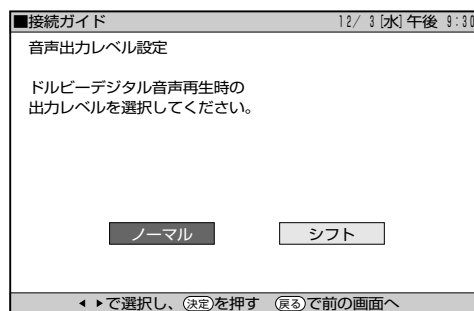 ■接続ガイド 12/ 3[水]午後 9:30
音声出力レベル設定
ドルビーデジタル音声再生時の
出力レベルを選択してください。
ノーマル シフト
◀ ▶で選択し、決定を押す 戻るで前の画面へ